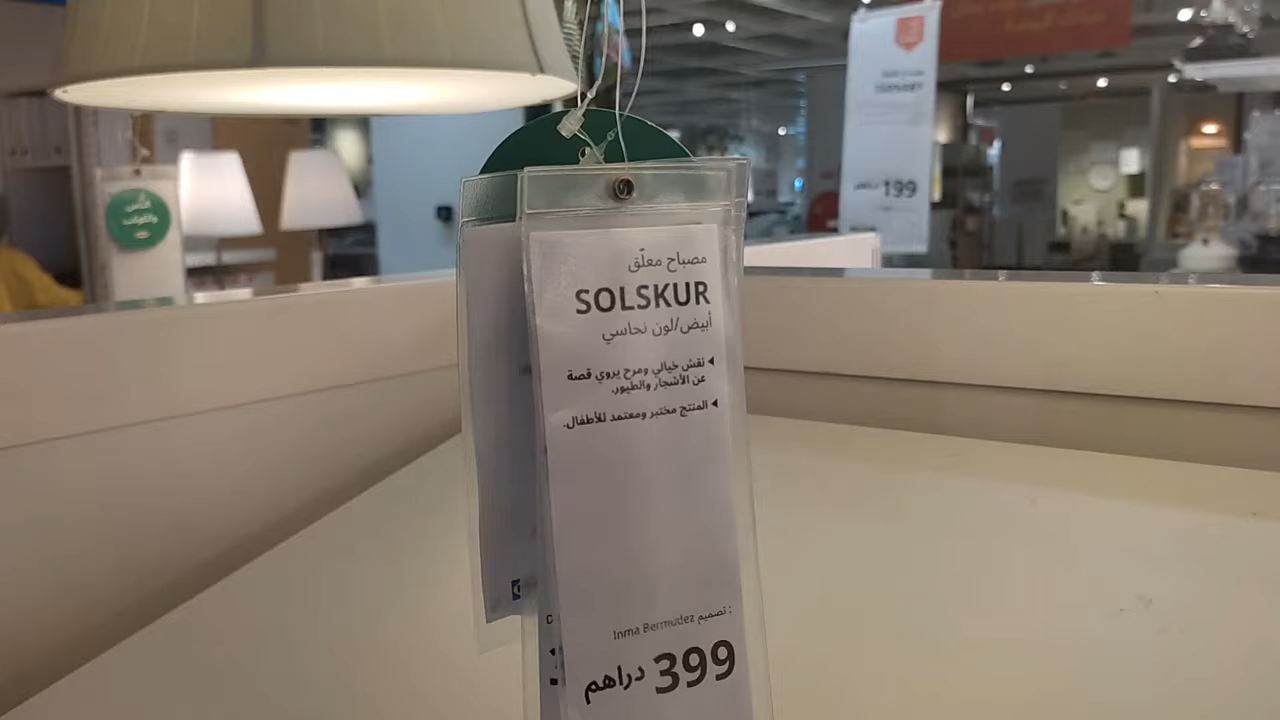 مصباح معلّق
SOLSKUR
أبيض/لون نحاسي
نقش خيالي ومرح يروي قصة
عن الأشجار والطيور.
المنتج مختبر ومعتمد للأطفال.
تصميم : Inma Bermudez
399 دراهم
199